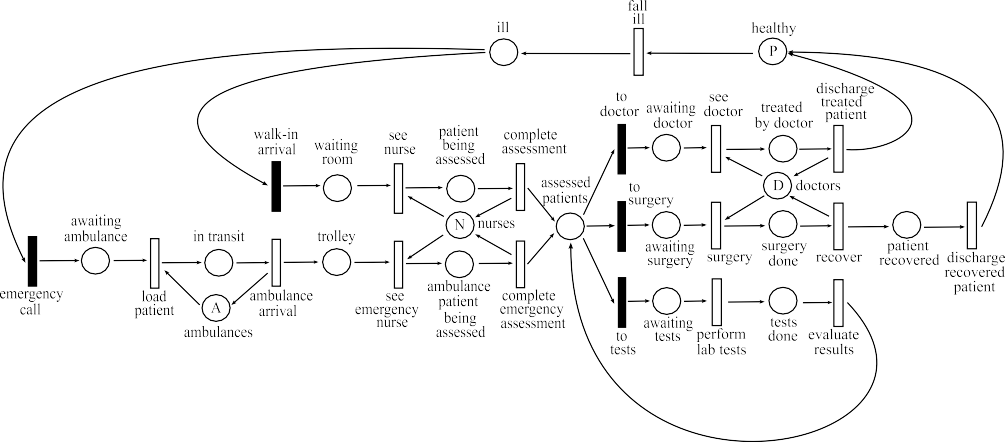 fall
ill
ill
healthy
P
to
doctor
awaiting
doctor
see
doctor
treated
by doctor
discharge
treated
patient
walk-in
arrival
waiting
room
see
nurse
patient
being
assessed
complete
assessment
assessed
patients
D
doctors
to
surgery
N
nurses
awaiting
ambulance
in transit
trolley
awaiting
surgery
surgery
surgery
done
recover
patient
recovered
discharge
recovered
patient
emergency
call
load
patient
A
ambulances
ambulance
arrival
see
emergency
nurse
ambulance
patient
being
assessed
complete
emergency
assessment
to
tests
awaiting
tests
perform
lab tests
tests
done
evaluate
results